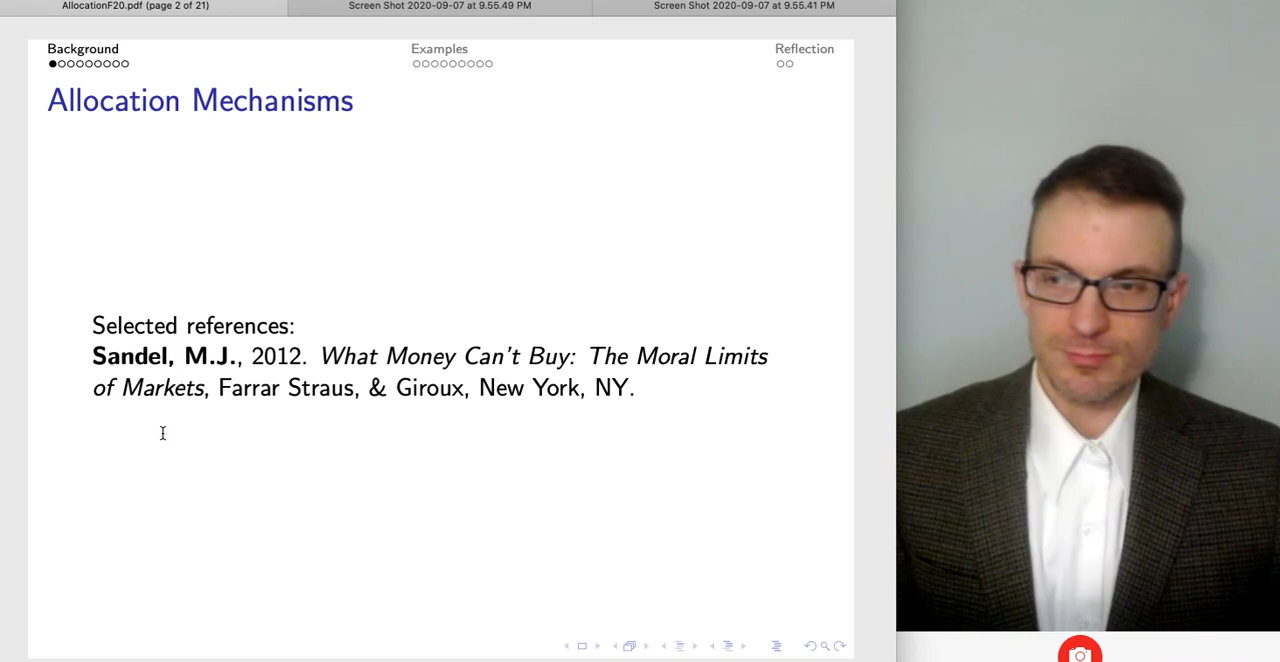 AllocationF20.pdf (page 2 of 21)
Screen Shot 2020-09-07 at 9.55.49 PM
Screen Shot 2020-09-07 at 9.55.41 PM
Background
Examples
Reflection
Allocation Mechanisms
Selected references:
Sandel, M.J., 2012. What Money Can't Buy: The Moral Limits
of Markets, Farrar Straus, & Giroux, New York, NY.